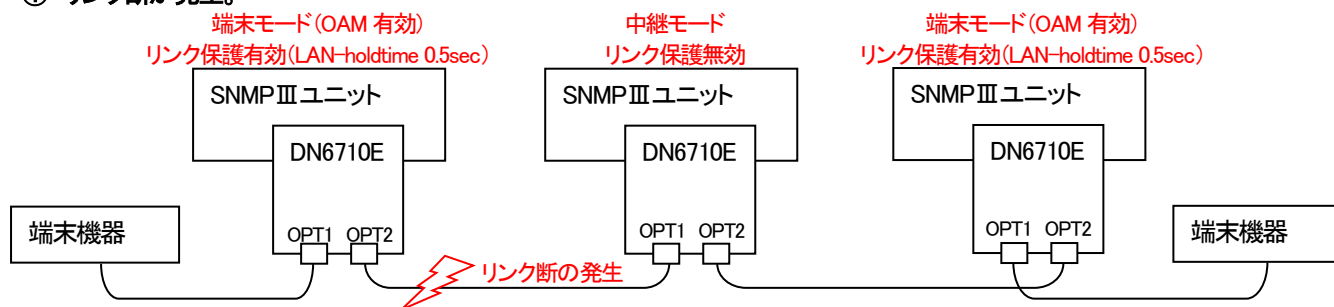 ① リンク断が発生。
端末モード(OAM 有効)
リンク保護有効(LAN-holdtime 0.5sec)
中継モード
リンク保護無効
端末モード(OAM 有効)
リンク保護有効(LAN-holdtime 0.5sec)
SNMPⅢユニット
SNMPⅢユニット
SNMPⅢユニット
DN6710E
DN6710E
DN6710E
端末機器
OPT1 OPT2
OPT1 OPT2
OPT1 OPT2
端末機器
リンク断の発生